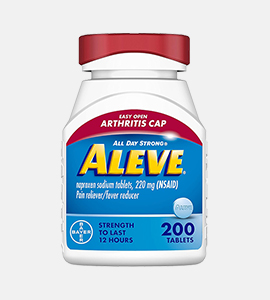 EASY OPEN
ARTHRITIS CAP
ALL DAY STRONG®
ALEVE®
naproxen sodium tablets, 220 mg (NSAID)
Pain reliever/fever reducer
BAYER
STRENGTH
TO LAST
12 HOURS
200
TABLETS